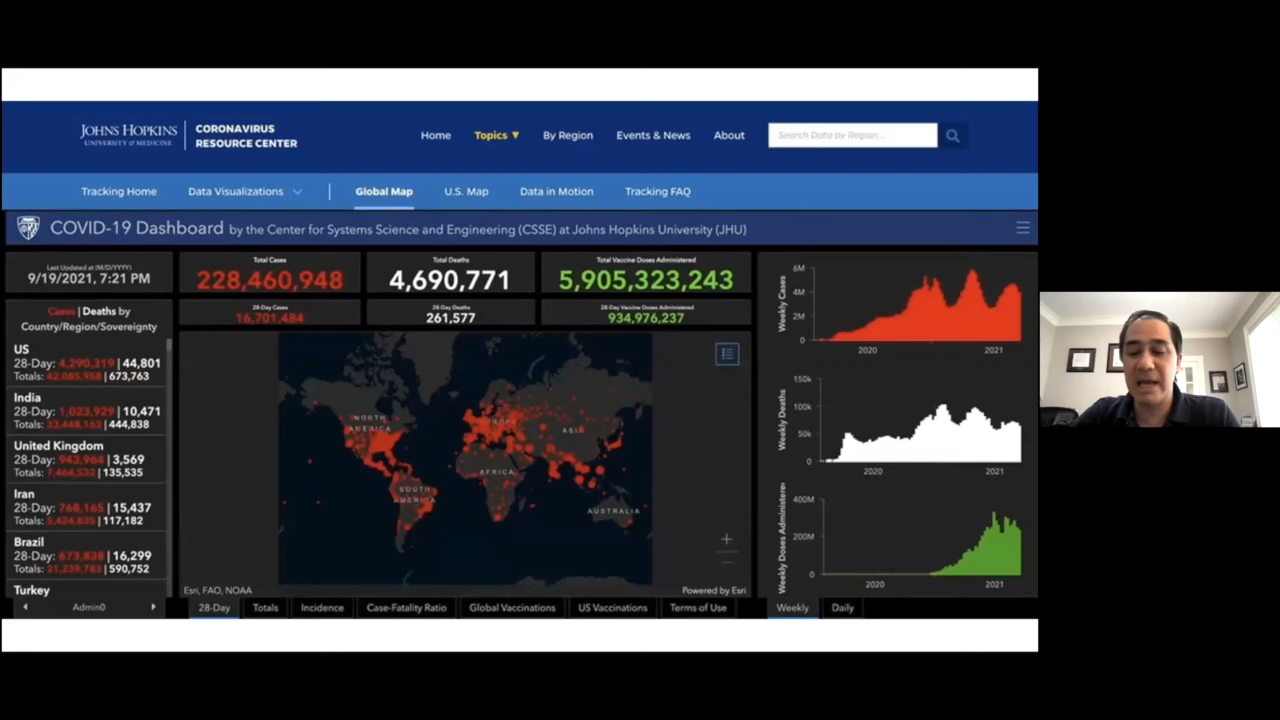 JOHNS HOPKINS
UNIVERSITY & MEDICINE
CORONAVIRUS
RESOURCE CENTER
Home
Topics ▼
By Region
Events & News
About
Search Data by Region...
Tracking Home
Data Visualizations
Global Map
U.S. Map
Data in Motion
Tracking FAQ
COVID-19 Dashboard by the Center for Systems Science and Engineering (CSSE) at Johns Hopkins University (JHU)
Last Updated at (M/D/YYYY)
9/19/2021, 7:21 PM
Total Cases
228,460,948
Total Deaths
4,690,771
Total Vaccine Doses Administered
5,905,323,243
28-Day Cases
16,701,484
28-Day Deaths
261,577
28-Day Vaccine Doses Administered
934,976,237
Cases | Deaths by
Country/Region/Sovereignty
US
28-Day: 4,290,319 | 44,801
Totals: 42,085,958 | 673,763
India
28-Day: 1,023,929 | 10,471
Totals: 33,448,163 | 444,838
United Kingdom
28-Day: 943,964 | 3,569
Totals: 7,464,532 | 135,535
Iran
28-Day: 768,165 | 15,437
Totals: 5,424,835 | 117,182
Brazil
28-Day: 673,838 | 16,299
Totals: 21,239,783 | 590,752
Turkey
Admin0
NORTH
AMERICA
SOUTH
AMERICA
AFRICA
ASIA
AUSTRALIA
Esri, FAO, NOAA
Powered by Esri
28-Day
Totals
Incidence
Case-Fatality Ratio
Global Vaccinations
US Vaccinations
Terms of Use
Weekly Cases
6M
4M
2M
0
2020
2021
Weekly Deaths
150k
100k
50k
0
2020
2021
Weekly Doses Administered
400M
200M
0
2020
2021
Weekly
Daily